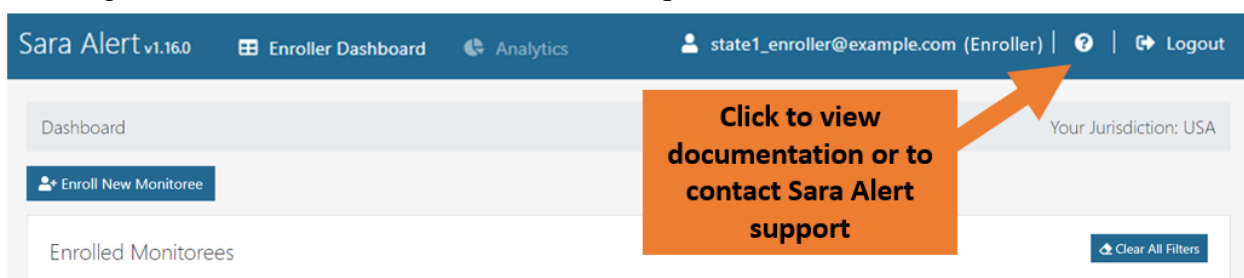 Sara Alert v1.16.0 Enroller Dashboard Analytics state1_enroller@example.com (Enroller) | ? | Logout
Dashboard
Your Jurisdiction: USA
Click to view
documentation or to
contact Sara Alert
support
Enroll New Monitoree
Enrolled Monitorees
Clear All Filters